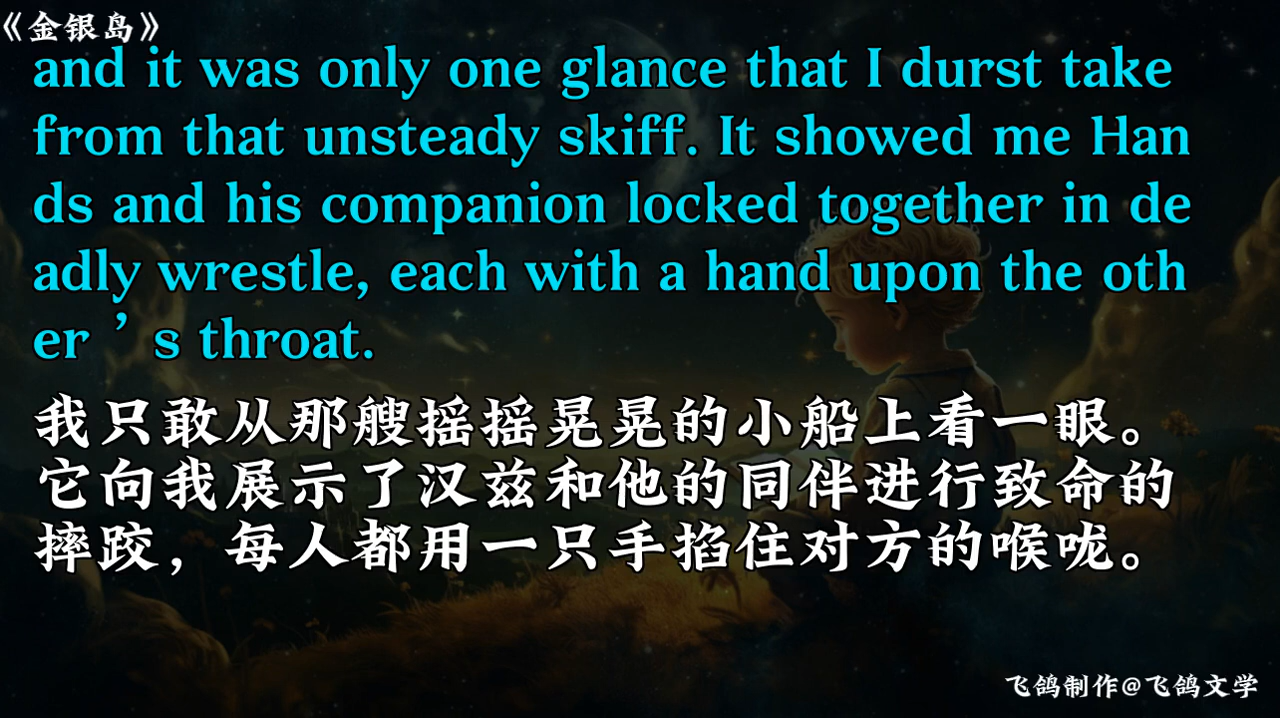 《金银岛》
and it was only one glance that I durst take
from that unsteady skiff. It showed me Han
ds and his companion locked together in de
adly wrestle, each with a hand upon the oth
er ’ s throat.
我只敢从那艘摇摇晃晃的小船上看一眼。
它向我展示了汉兹和他的同伴进行致命的
摔跤，每人都用一只手掐住对方的喉咙。
飞鸽制作@飞鸽文学